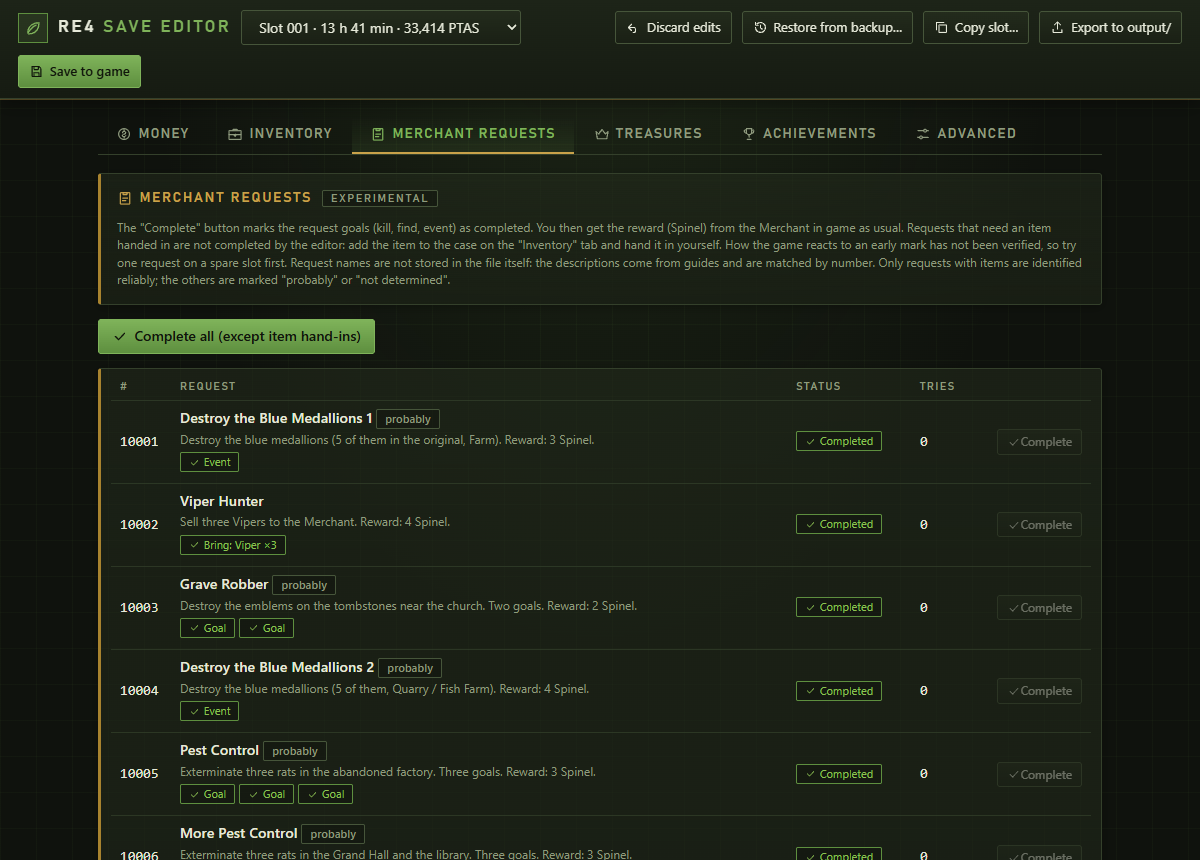 RE4 SAVE EDITOR
Slot 001 · 13 h 41 min · 33,414 PTAS
Discard edits
Restore from backup...
Copy slot...
Export to output/
Save to game
MONEY
INVENTORY
MERCHANT REQUESTS
TREASURES
ACHIEVEMENTS
ADVANCED
MERCHANT REQUESTS EXPERIMENTAL
The "Complete" button marks the request goals (kill, find, event) as completed. You then get the reward (Spinel) from the Merchant in game as usual. Requests that need an item
handed in are not completed by the editor: add the item to the case on the "Inventory" tab and hand it in yourself. How the game reacts to an early mark has not been verified, so try
one request on a spare slot first. Request names are not stored in the file itself: the descriptions come from guides and are matched by number. Only requests with items are identified
reliably; the others are marked "probably" or "not determined".
Complete all (except item hand-ins)
# REQUEST STATUS TRIES
Destroy the Blue Medallions 1 probably
10001 Destroy the blue medallions (5 of them in the original, Farm). Reward: 3 Spinel. Completed 0 Complete
Event
Viper Hunter
10002 Sell three Vipers to the Merchant. Reward: 4 Spinel. Completed 0 Complete
Bring: Viper ×3
Grave Robber probably
10003 Destroy the emblems on the tombstones near the church. Two goals. Reward: 2 Spinel. Completed 0 Complete
Goal Goal
Destroy the Blue Medallions 2 probably
10004 Destroy the blue medallions (5 of them, Quarry / Fish Farm). Reward: 4 Spinel. Completed 0 Complete
Event
Pest Control probably
10005 Exterminate three rats in the abandoned factory. Three goals. Reward: 3 Spinel. Completed 0 Complete
Goal Goal Goal
More Pest Control probably
10006 Exterminate three rats in the Grand Hall and the library. Three goals. Reward: 3 Spinel. Completed 0 Complete